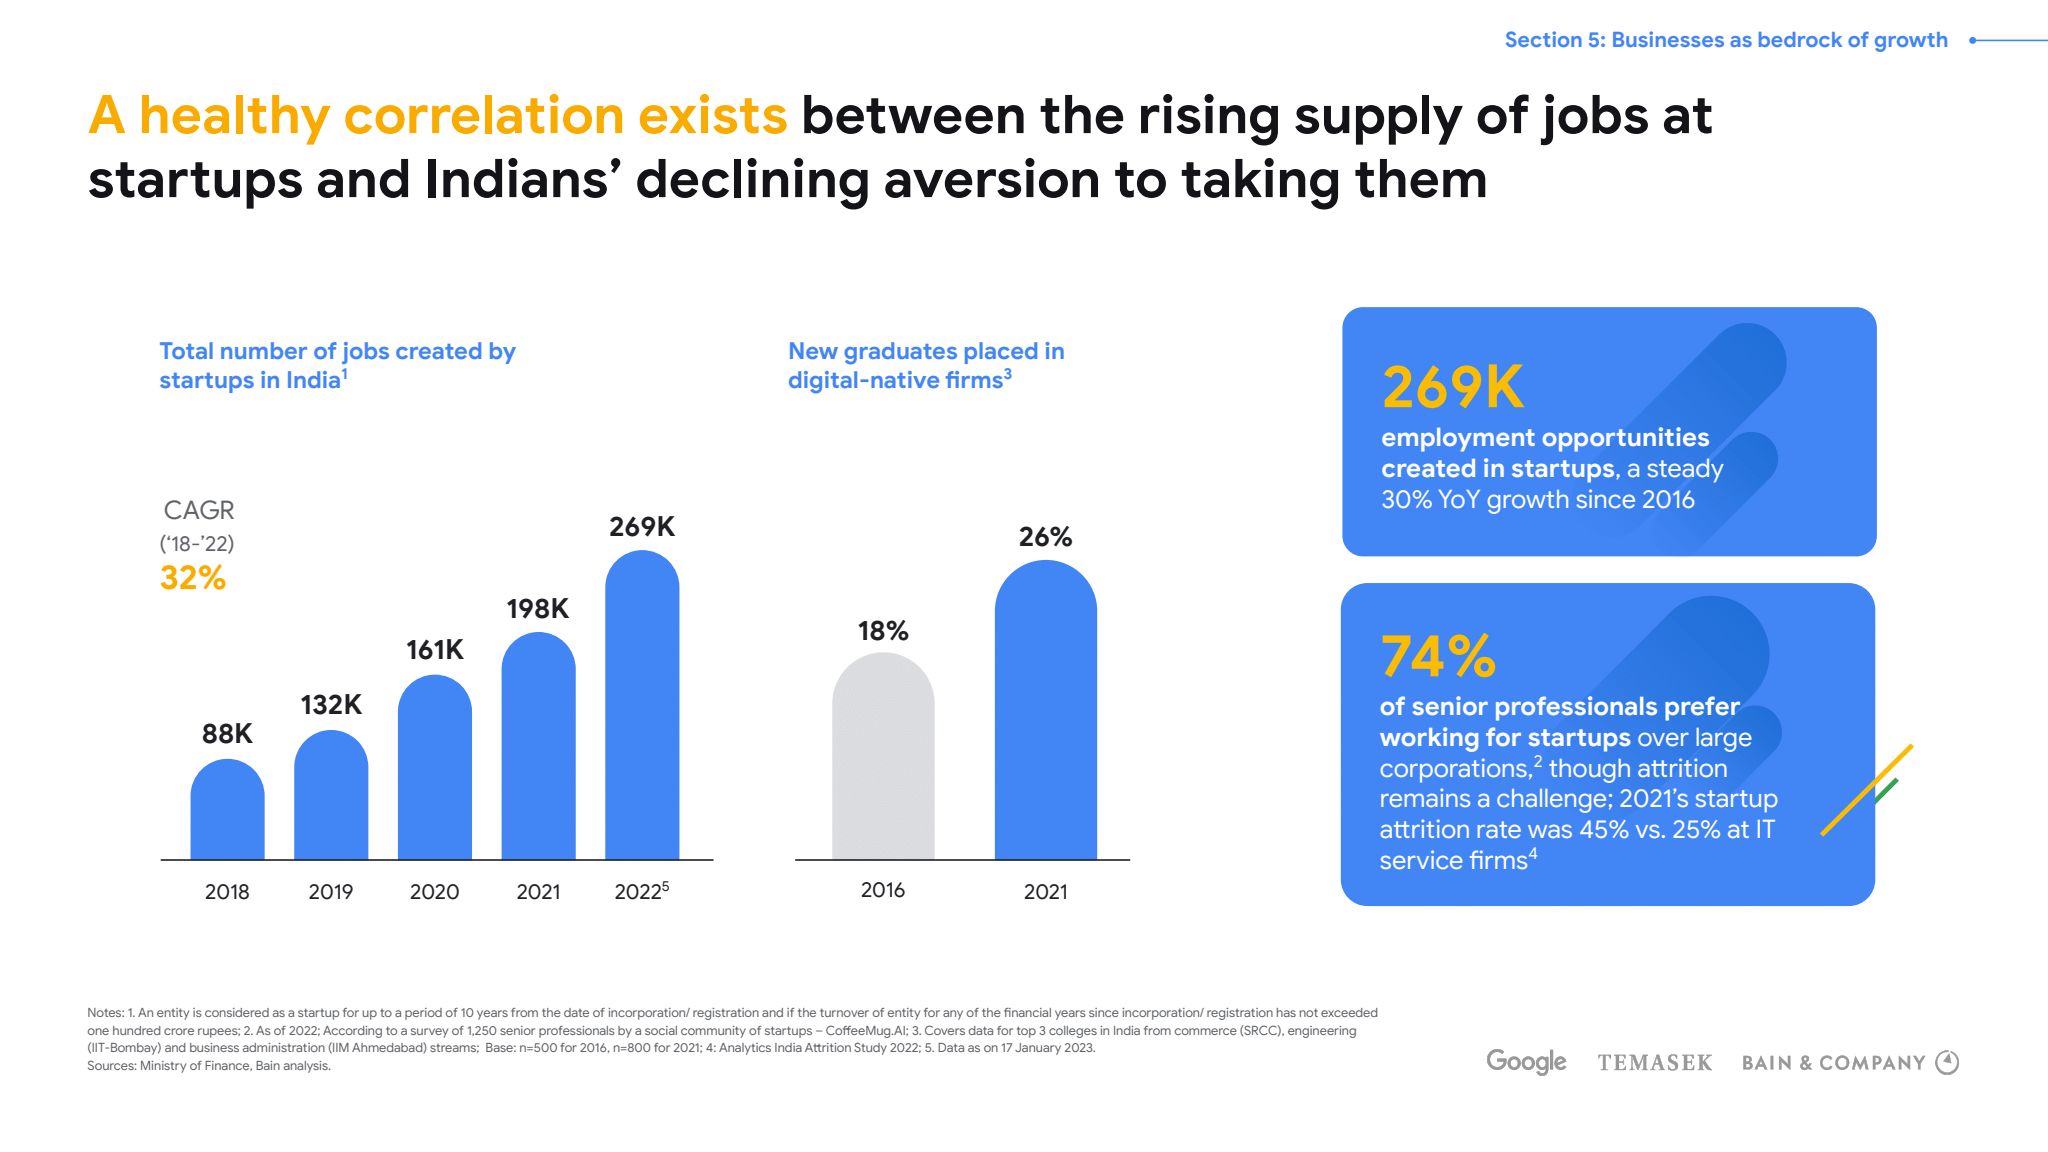 Section 5: Businesses as bedrock of growth
A healthy correlation exists between the rising supply of jobs at
startups and Indians’ declining aversion to taking them
Total number of jobs created by
startups in India1
CAGR
(‘18-’22)
32%
88K
132K
161K
198K
269K
2018
2019
2020
2021
20225
New graduates placed in
digital-native firms3
18%
26%
2016
2021
269K
employment opportunities
created in startups, a steady
30% YoY growth since 2016
74%
of senior professionals prefer
working for startups over large
corporations,2 though attrition
remains a challenge; 2021’s startup
attrition rate was 45% vs. 25% at IT
service firms4
Notes: 1. An entity is considered as a startup for up to a period of 10 years from the date of incorporation/ registration and if the turnover of entity for any of the financial years since incorporation/ registration has not exceeded
one hundred crore rupees; 2. As of 2022; According to a survey of 1,250 senior professionals by a social community of startups – CoffeeMug.AI; 3. Covers data for top 3 colleges in India from commerce (SRCC), engineering
(IIT-Bombay) and business administration (IIM Ahmedabad) streams; Base: n=500 for 2016, n=800 for 2021; 4: Analytics India Attrition Study 2022; 5. Data as on 17 January 2023.
Sources: Ministry of Finance, Bain analysis.
Google TEMASEK BAIN & COMPANY